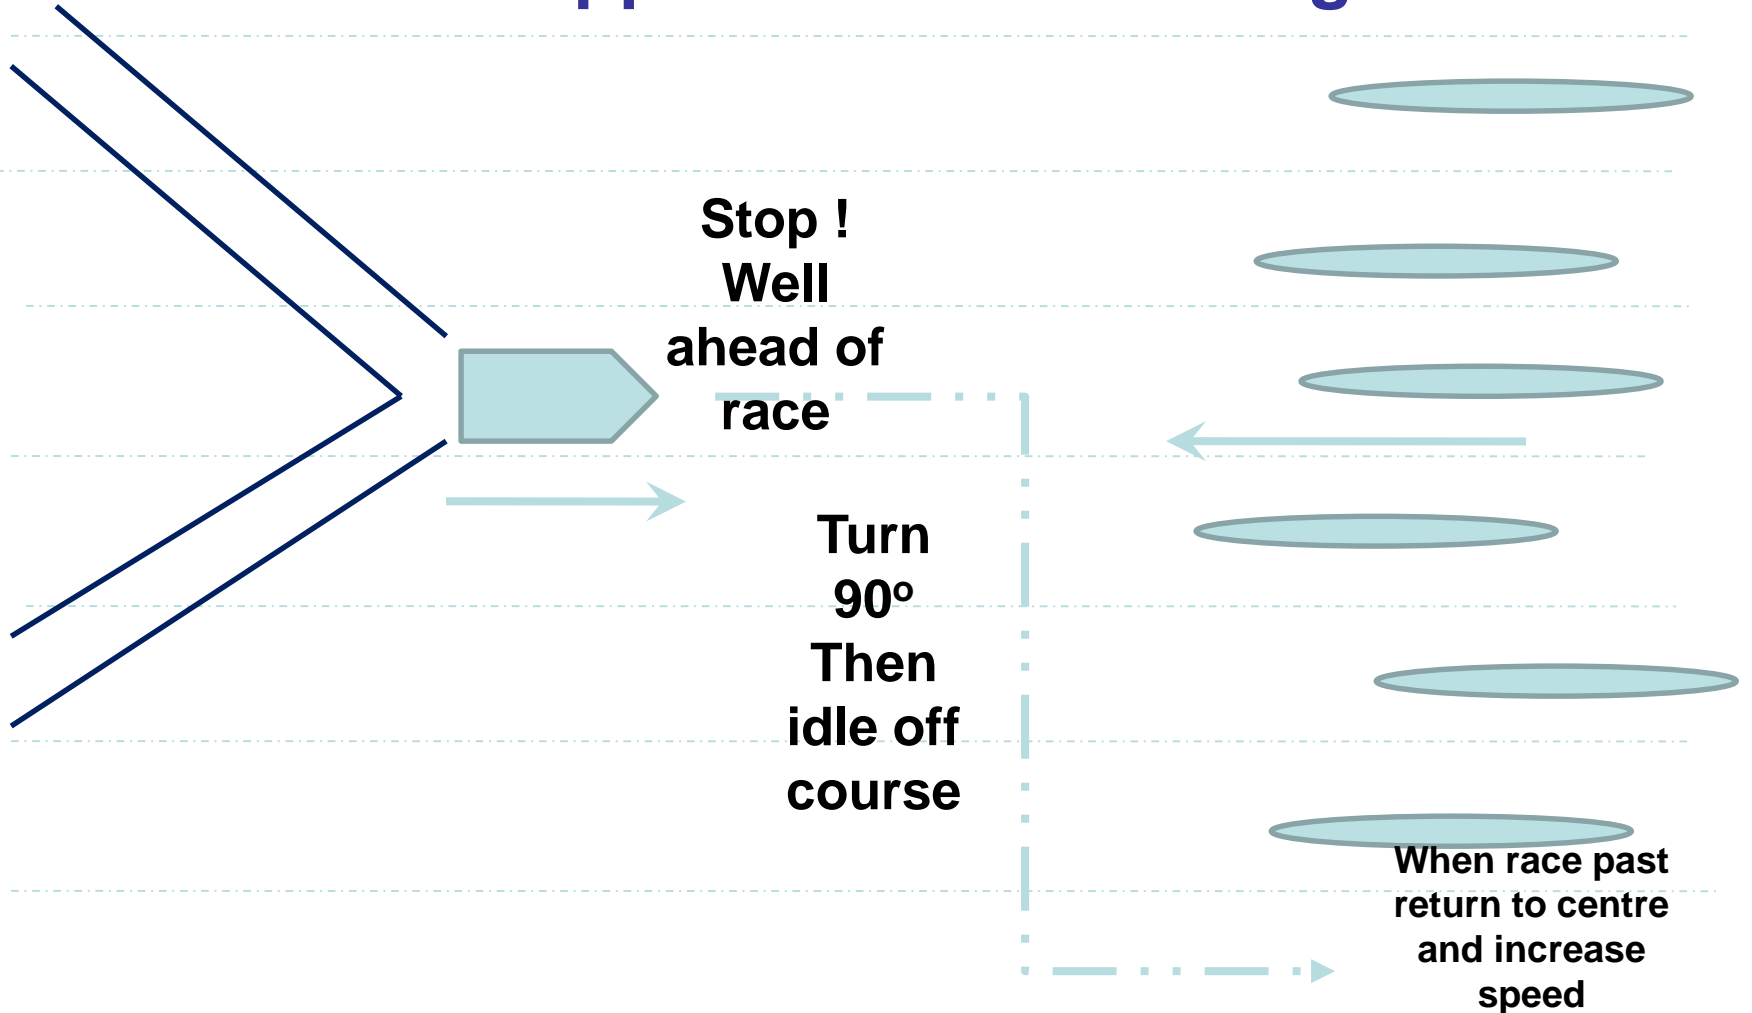 Stop !
Well
ahead of
race
Turn
90º
Then
idle off
course
When race past
return to centre
and increase
speed